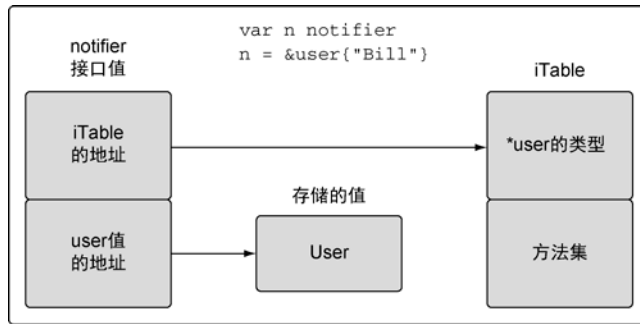 var n notifier
n = &user{"Bill"}
notifier
接口值
iTable
iTable
的地址
*user的类型
存储的值
user值
的地址
User
方法集